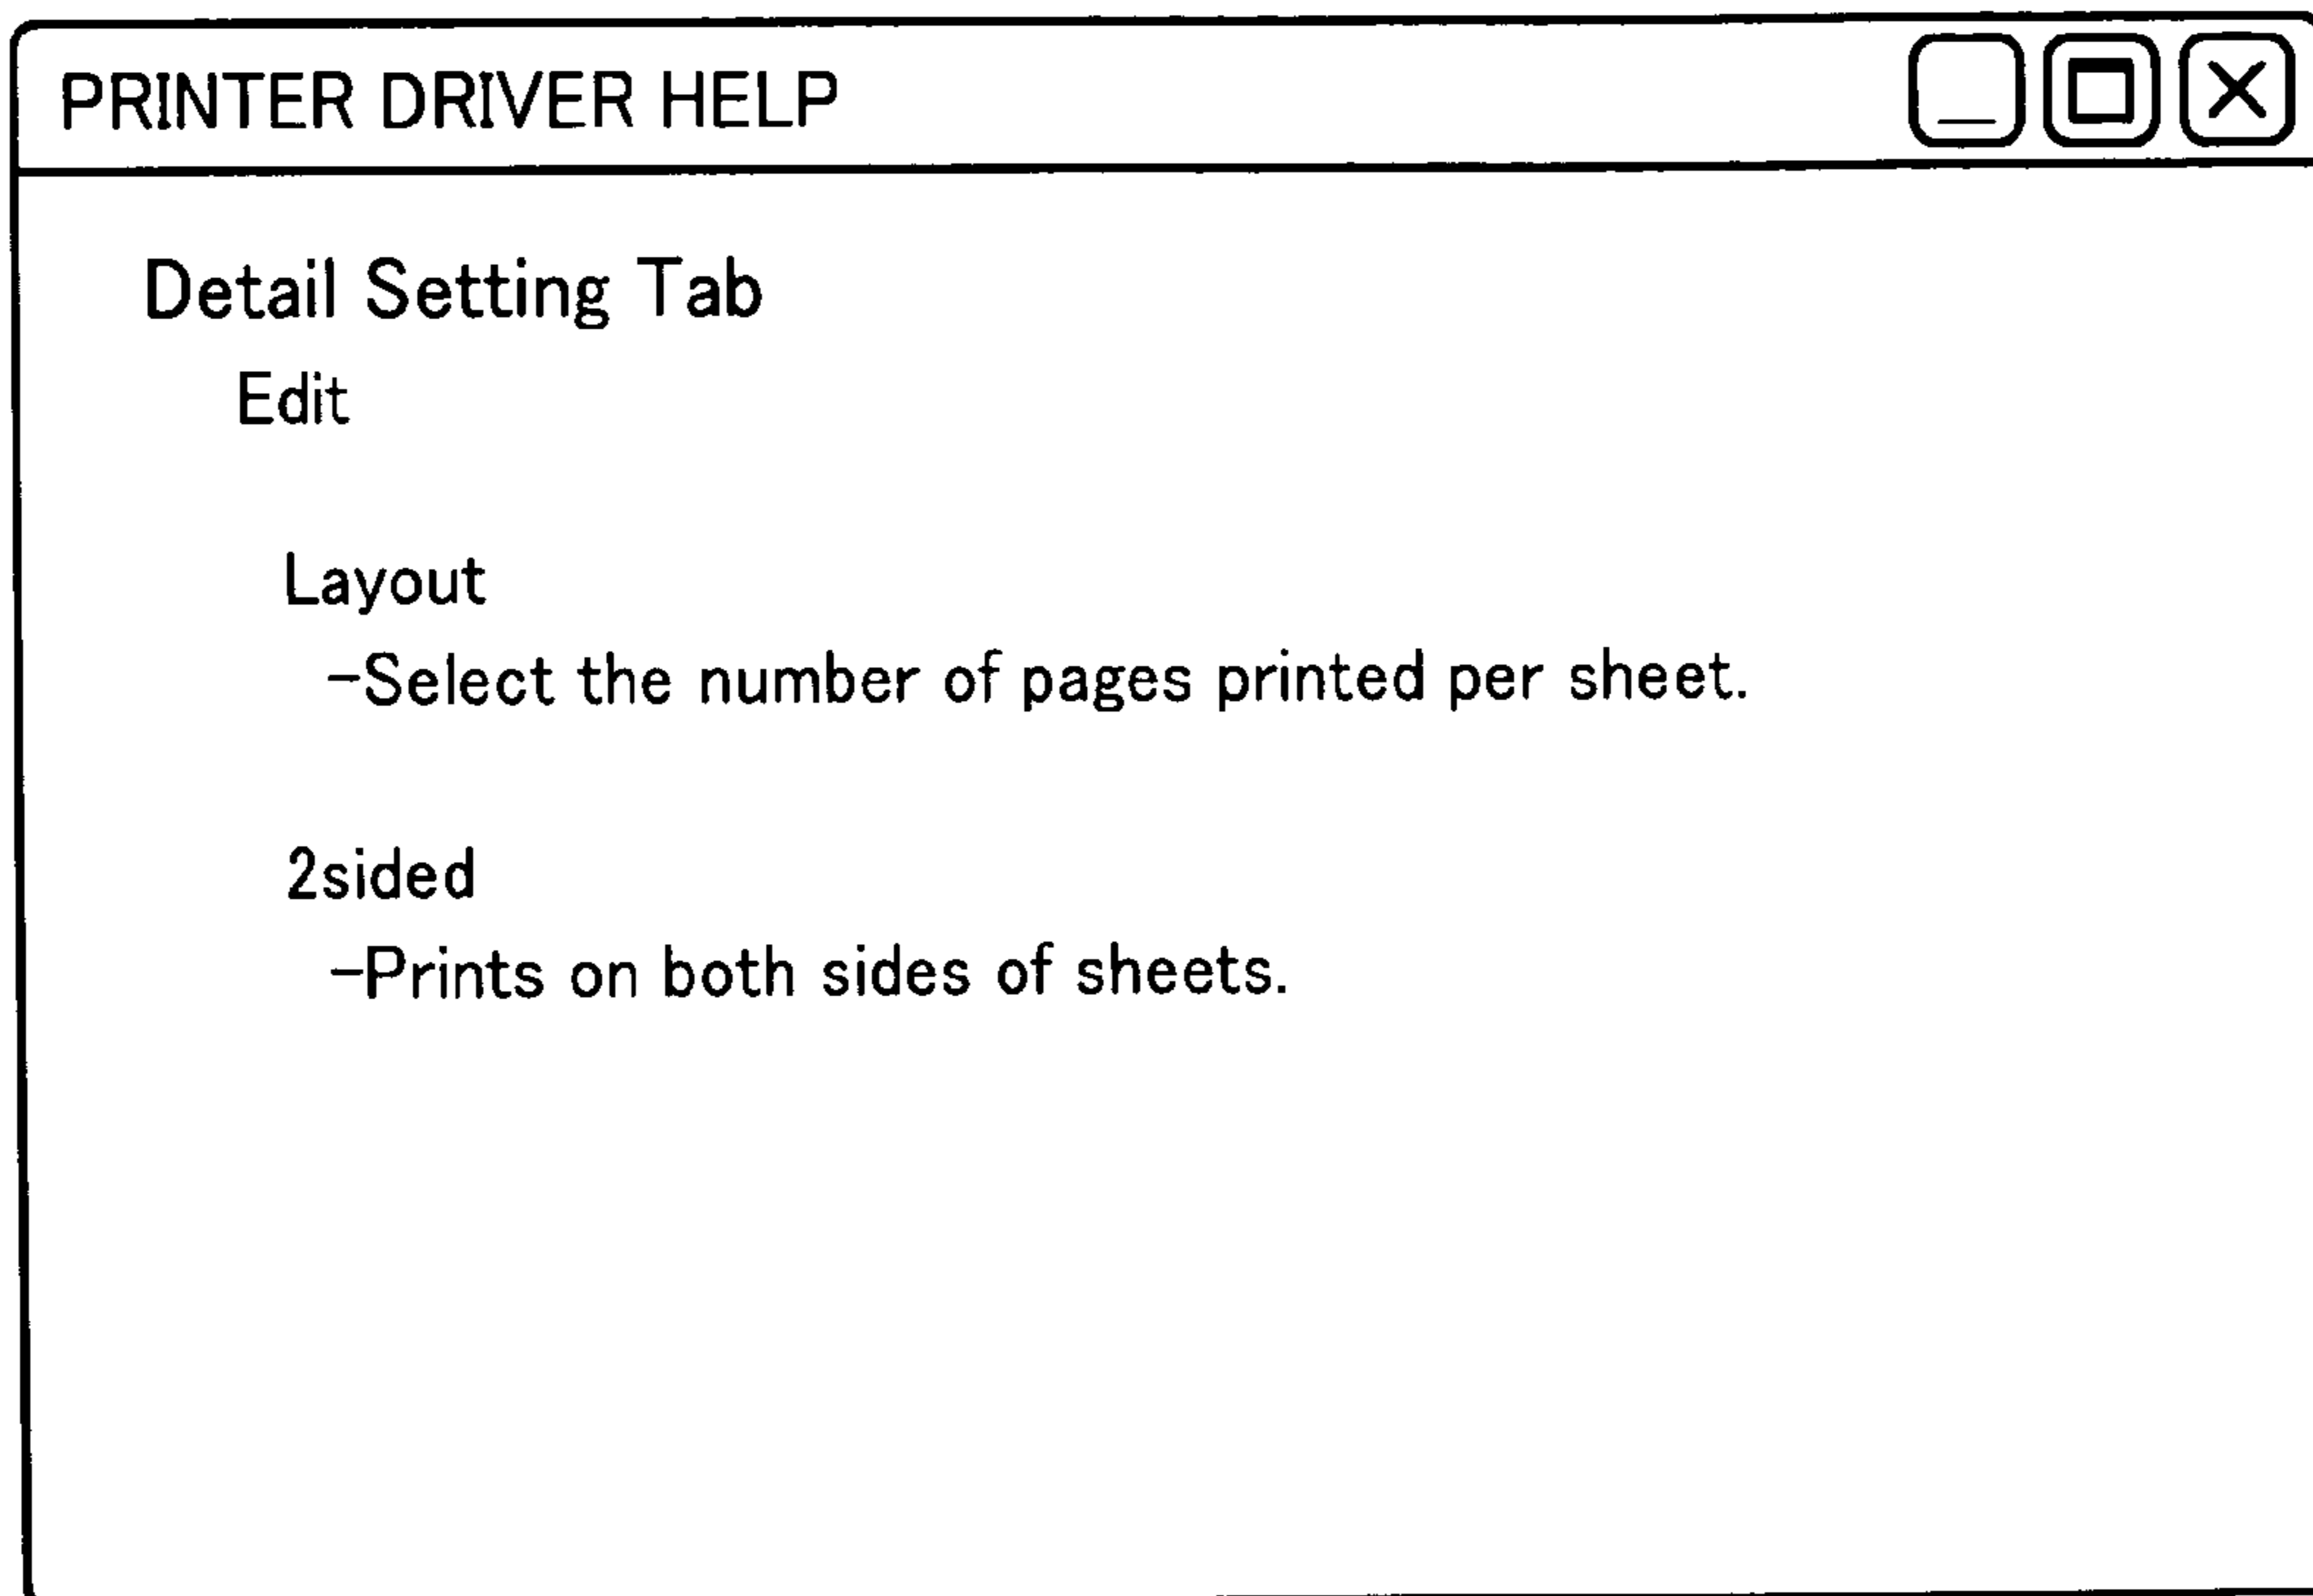 PRINTER DRIVER HELP
Detail Setting Tab
Edit
Layout
-Select the number of pages printed per sheet.
2sided
-Prints on both sides of sheets.